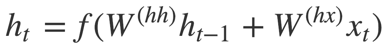 h_t = f(W^{(hh)}h_{t-1} + W^{(hx)}x_t)